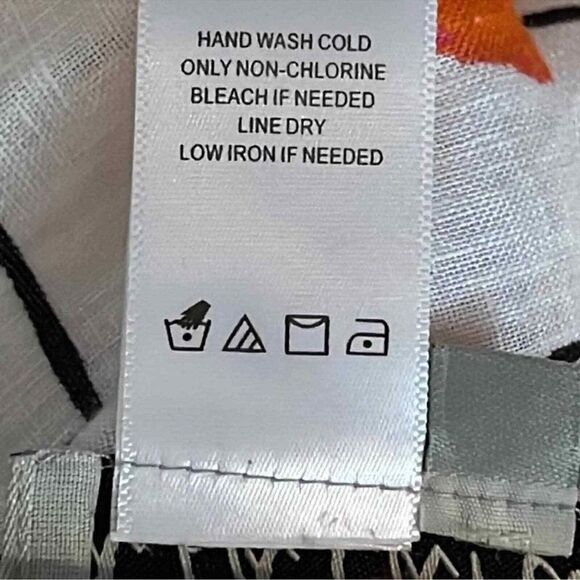 HAND WASH COLD
ONLY NON-CHLORINE
BLEACH IF NEEDED
LINE DRY
LOW IRON IF NEEDED